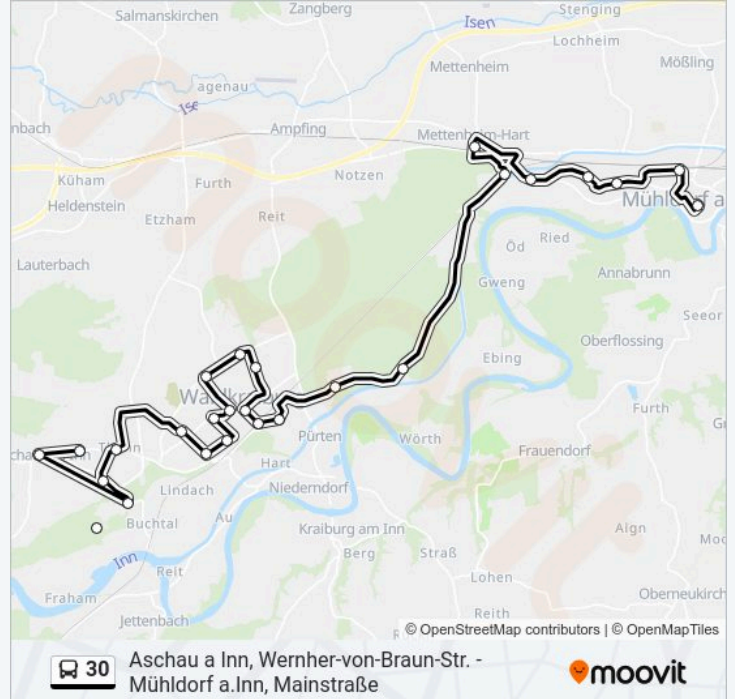 Salmanskirchen
Zangberg
Stenging
Isen
Lochheim
Mettenheim
Mößling
agenau
Ise
nbach
Ampfing
Mettenheim-Hart
Küham
Furth
Notzen
Heldenstein
Mühldorf a
Etzham
Reit
Öd
Ried
Lauterbach
Annabrunn
Gweng
Seeor
Oberflossing
Ebing
Furth
Pürten
Wörth
Frauendorf
Hart
Lindach
Niederndorf
Au
Buchtal
Kraiburg am Inn
Aign
Berg
Straß
Inn
Reit
Lohen
Fraham
Oberneukirch
Jettenbach
Reith
© OpenStreetMap contributors | © OpenMapTiles
30
Aschau a Inn, Wernher-von-Braun-Str. -
Mühldorf a.Inn, Mainstraße
moovit